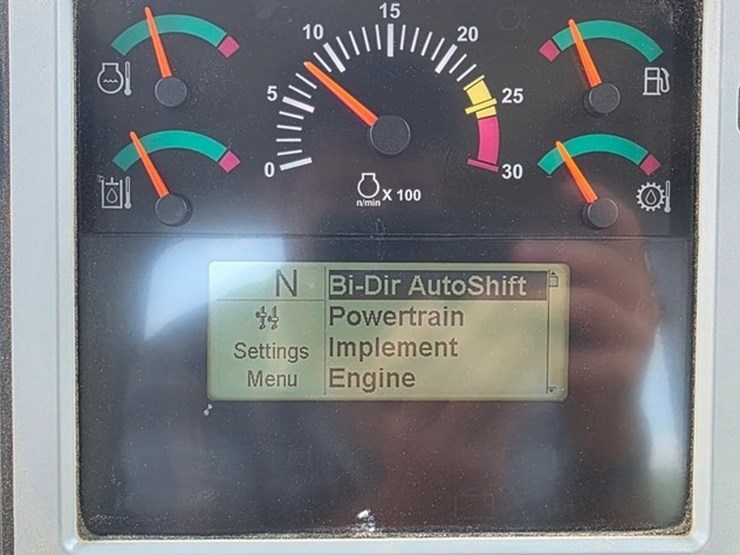 15
10
20
5
25
0
30
n/min X 100
N
Bi-Dir AutoShift
Powertrain
Settings
Implement
Menu
Engine